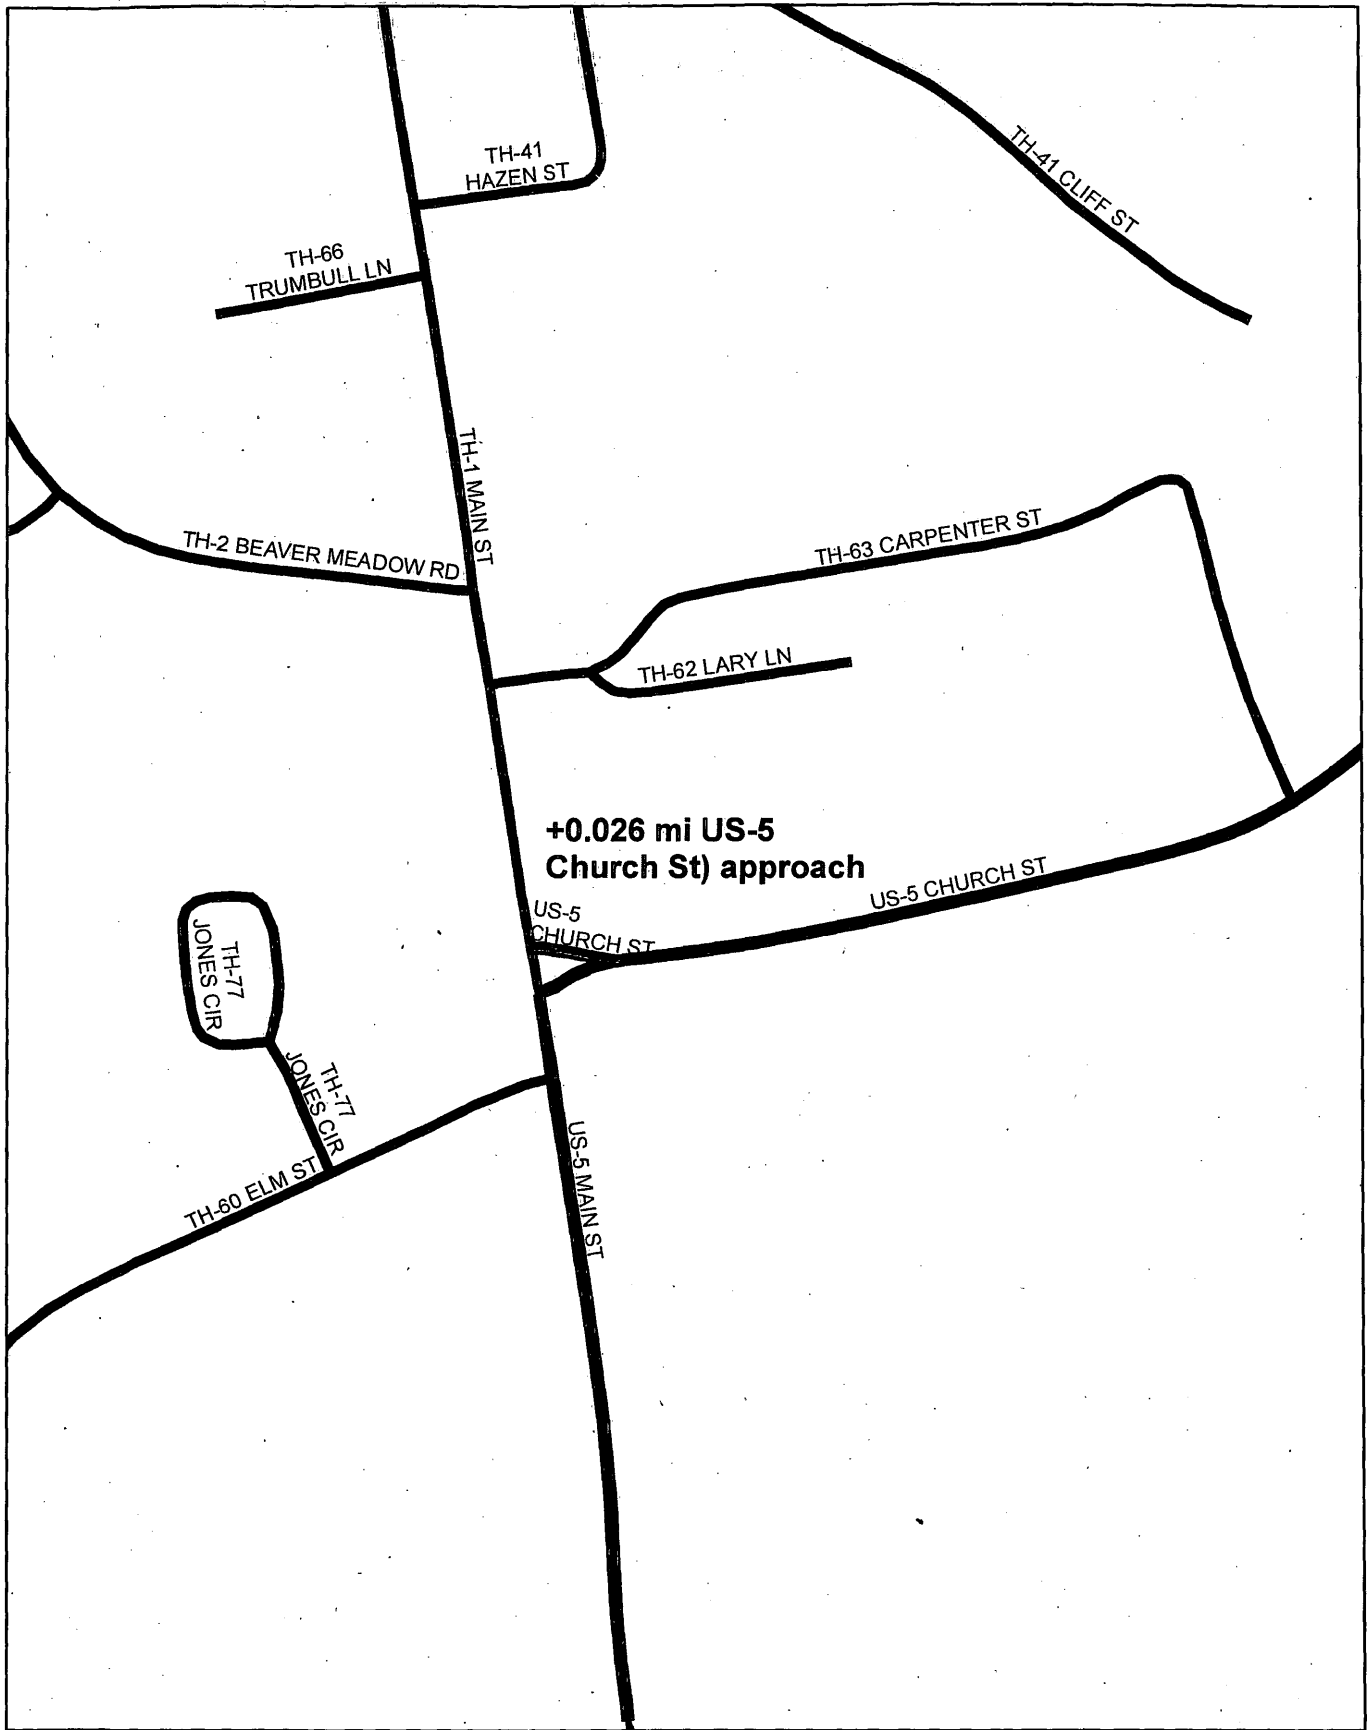 TH-41
HAZEN ST
TH-41 CLIFF ST
TH-66
TRUMBULL LN
TH-1 MAIN ST
TH-2 BEAVER MEADOW RD
TH-63 CARPENTER ST
TH-62 LARY LN
+0.026 mi US-5
Church St) approach
US-5 CHURCH ST
US-5
CHURCH ST
TH-77
JONES CIR
TH-77
JONES CIR
TH-60 ELM ST
US-5 MAIN ST